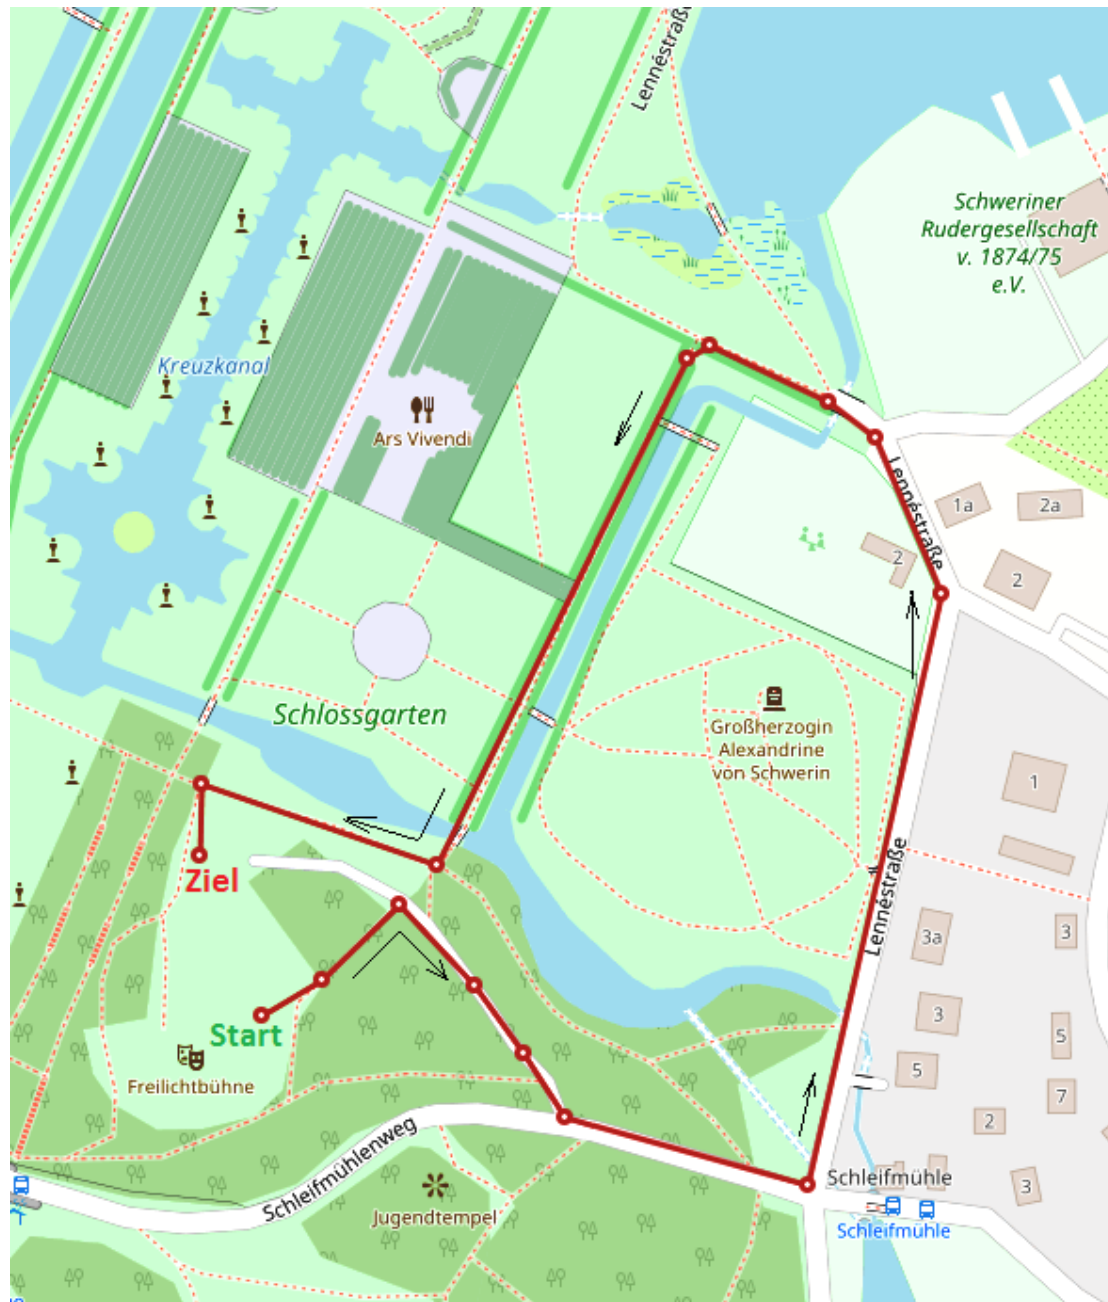 Lennéstraße
Schweriner
Rudergesellschaft
v. 1874/75
e.V.
Kreuzkanal
Ars Vivendi
Lennéstraße
1a
2a
2
2
Schlossgarten
Großherzogin
Alexandrine
von Schwerin
1
Lennéstraße
Ziel
3a
3
3
Start
5
5
Freilichtbühne
7
2
Schleifmühlenweg
Schleifmühle
3
Jugendtempel
Schleifmühle